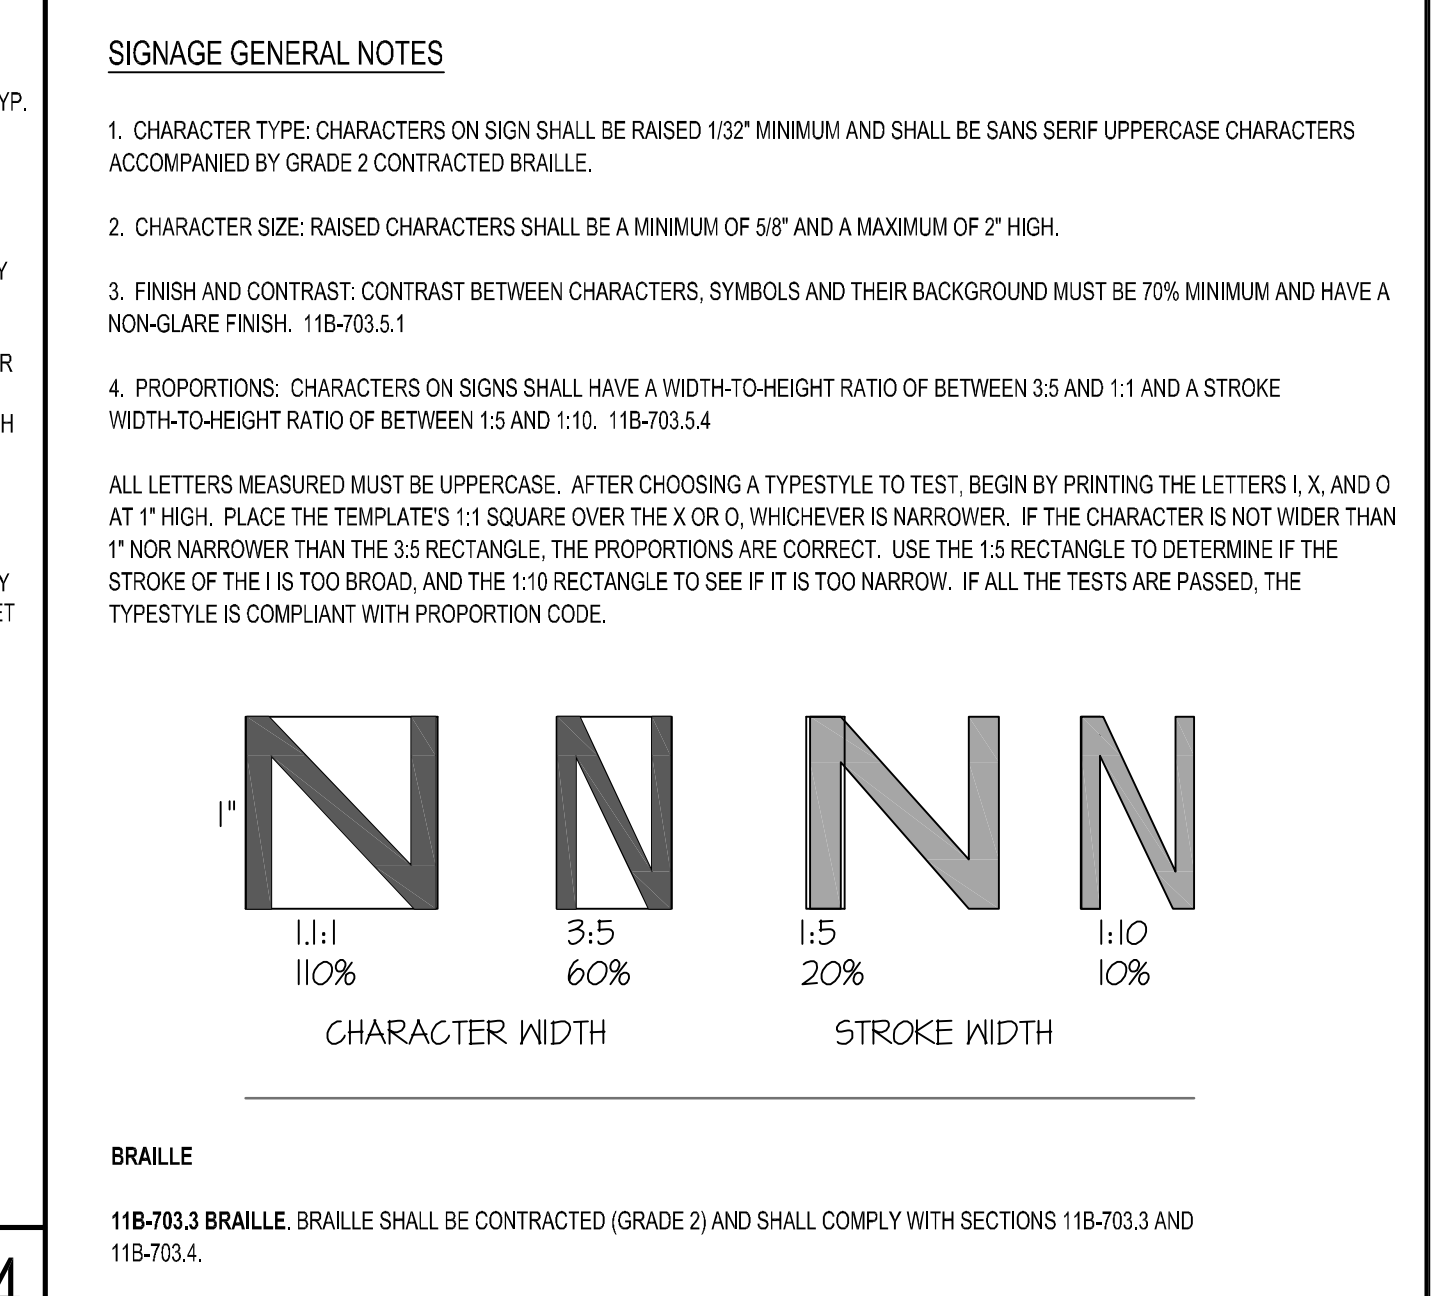 YP.
Y
R
H
Y
ET
SIGNAGE GENERAL NOTES
1. CHARACTER TYPE: CHARACTERS ON SIGN SHALL BE RAISED 1/32" MINIMUM AND SHALL BE SANS SERIF UPPERCASE CHARACTERS
ACCOMPANIED BY GRADE 2 CONTRACTED BRAILLE.
2. CHARACTER SIZE: RAISED CHARACTERS SHALL BE A MINIMUM OF 5/8" AND A MAXIMUM OF 2" HIGH.
3. FINISH AND CONTRAST: CONTRAST BETWEEN CHARACTERS, SYMBOLS AND THEIR BACKGROUND MUST BE 70% MINIMUM AND HAVE A
NON-GLARE FINISH. 11B-703.5.1
4. PROPORTIONS: CHARACTERS ON SIGNS SHALL HAVE A WIDTH-TO-HEIGHT RATIO OF BETWEEN 3:5 AND 1:1 AND A STROKE
WIDTH-TO-HEIGHT RATIO OF BETWEEN 1:5 AND 1:10. 11B-703.5.4
ALL LETTERS MEASURED MUST BE UPPERCASE. AFTER CHOOSING A TYPESTYLE TO TEST, BEGIN BY PRINTING THE LETTERS I, X, AND O
AT 1" HIGH. PLACE THE TEMPLATE'S 1:1 SQUARE OVER THE X OR O, WHICHEVER IS NARROWER. IF THE CHARACTER IS NOT WIDER THAN
1" NOR NARROWER THAN THE 3:5 RECTANGLE, THE PROPORTIONS ARE CORRECT. USE THE 1:5 RECTANGLE TO DETERMINE IF THE
STROKE OF THE I IS TOO BROAD, AND THE 1:10 RECTANGLE TO SEE IF IT IS TOO NARROW. IF ALL THE TESTS ARE PASSED, THE
TYPESTYLE IS COMPLIANT WITH PROPORTION CODE.
1"
N N N N
1.1:1 3:5 1:5 1:10
110% 60% 20% 10%
CHARACTER WIDTH STROKE WIDTH
BRAILLE
11B-703.3 BRAILLE. BRAILLE SHALL BE CONTRACTED (GRADE 2) AND SHALL COMPLY WITH SECTIONS 11B-703.3 AND
11B-703.4.